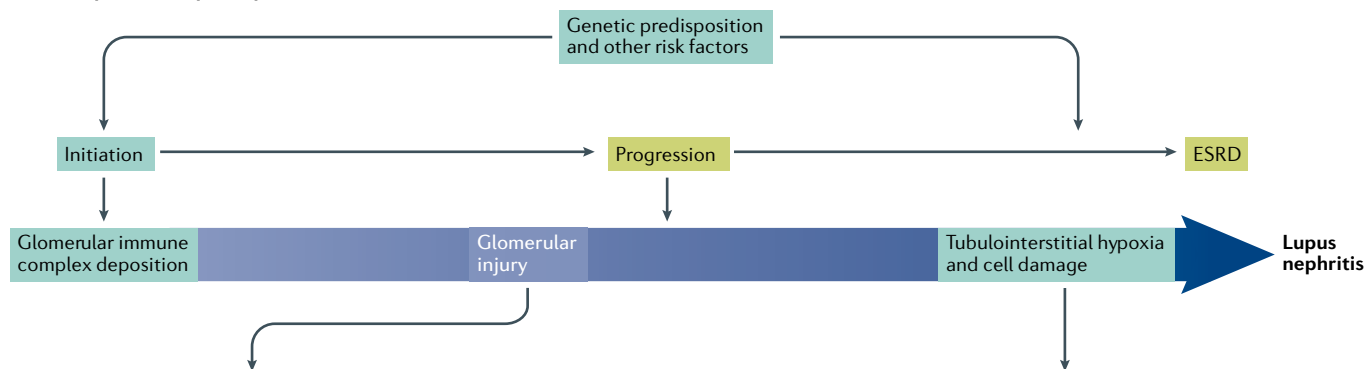 Genetic predisposition
and other risk factors
Initiation
Progression
ESRD
Glomerular immune
complex deposition
Glomerular
injury
Tubulointerstitial hypoxia
and cell damage
Lupus
nephritis